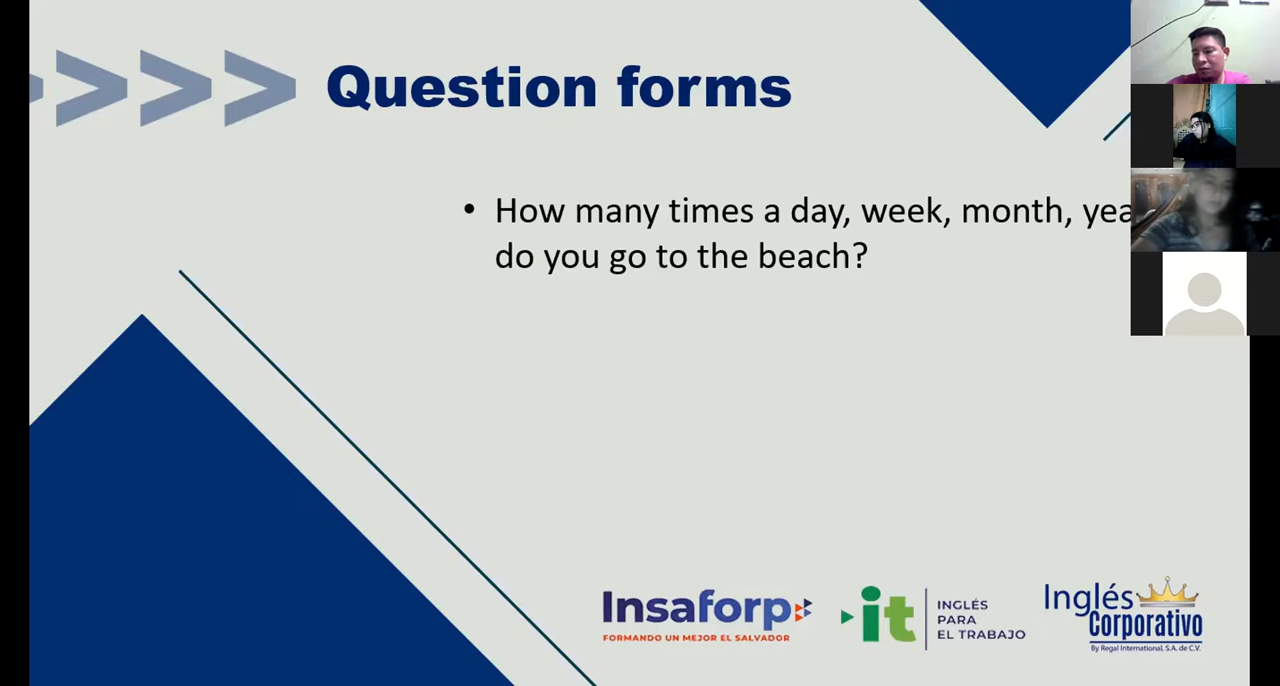 Question forms
• How many times a day, week, month, yea
do you go to the beach?
Insaforp
FORMANDO UN MEJOR EL SALVADOR
it
INGLÉS
PARA
EL TRABAJO
Inglés
Corporativo
By Regal International, S.A. de C.V.